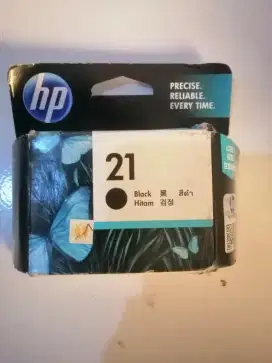 hp
PRECISE.
RELIABLE.
EVERY TIME.
21
Black 黑 สีดำ
Hitam 검정